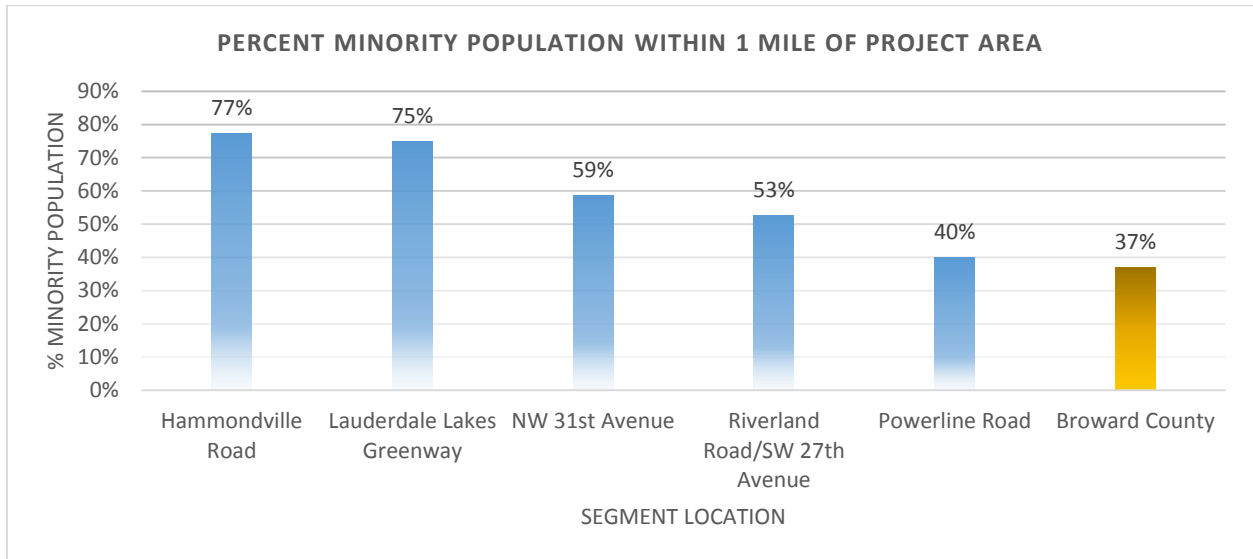 PERCENT MINORITY POPULATION WITHIN 1 MILE OF PROJECT AREA
% MINORITY POPULATION
90%
80%
70%
60%
50%
40%
30%
20%
10%
0%
77%
75%
59%
53%
40%
37%
Hammondville
Road
Lauderdale Lakes
Greenway
NW 31st Avenue
Riverland
Road/SW 27th
Avenue
Powerline Road
Broward County
SEGMENT LOCATION